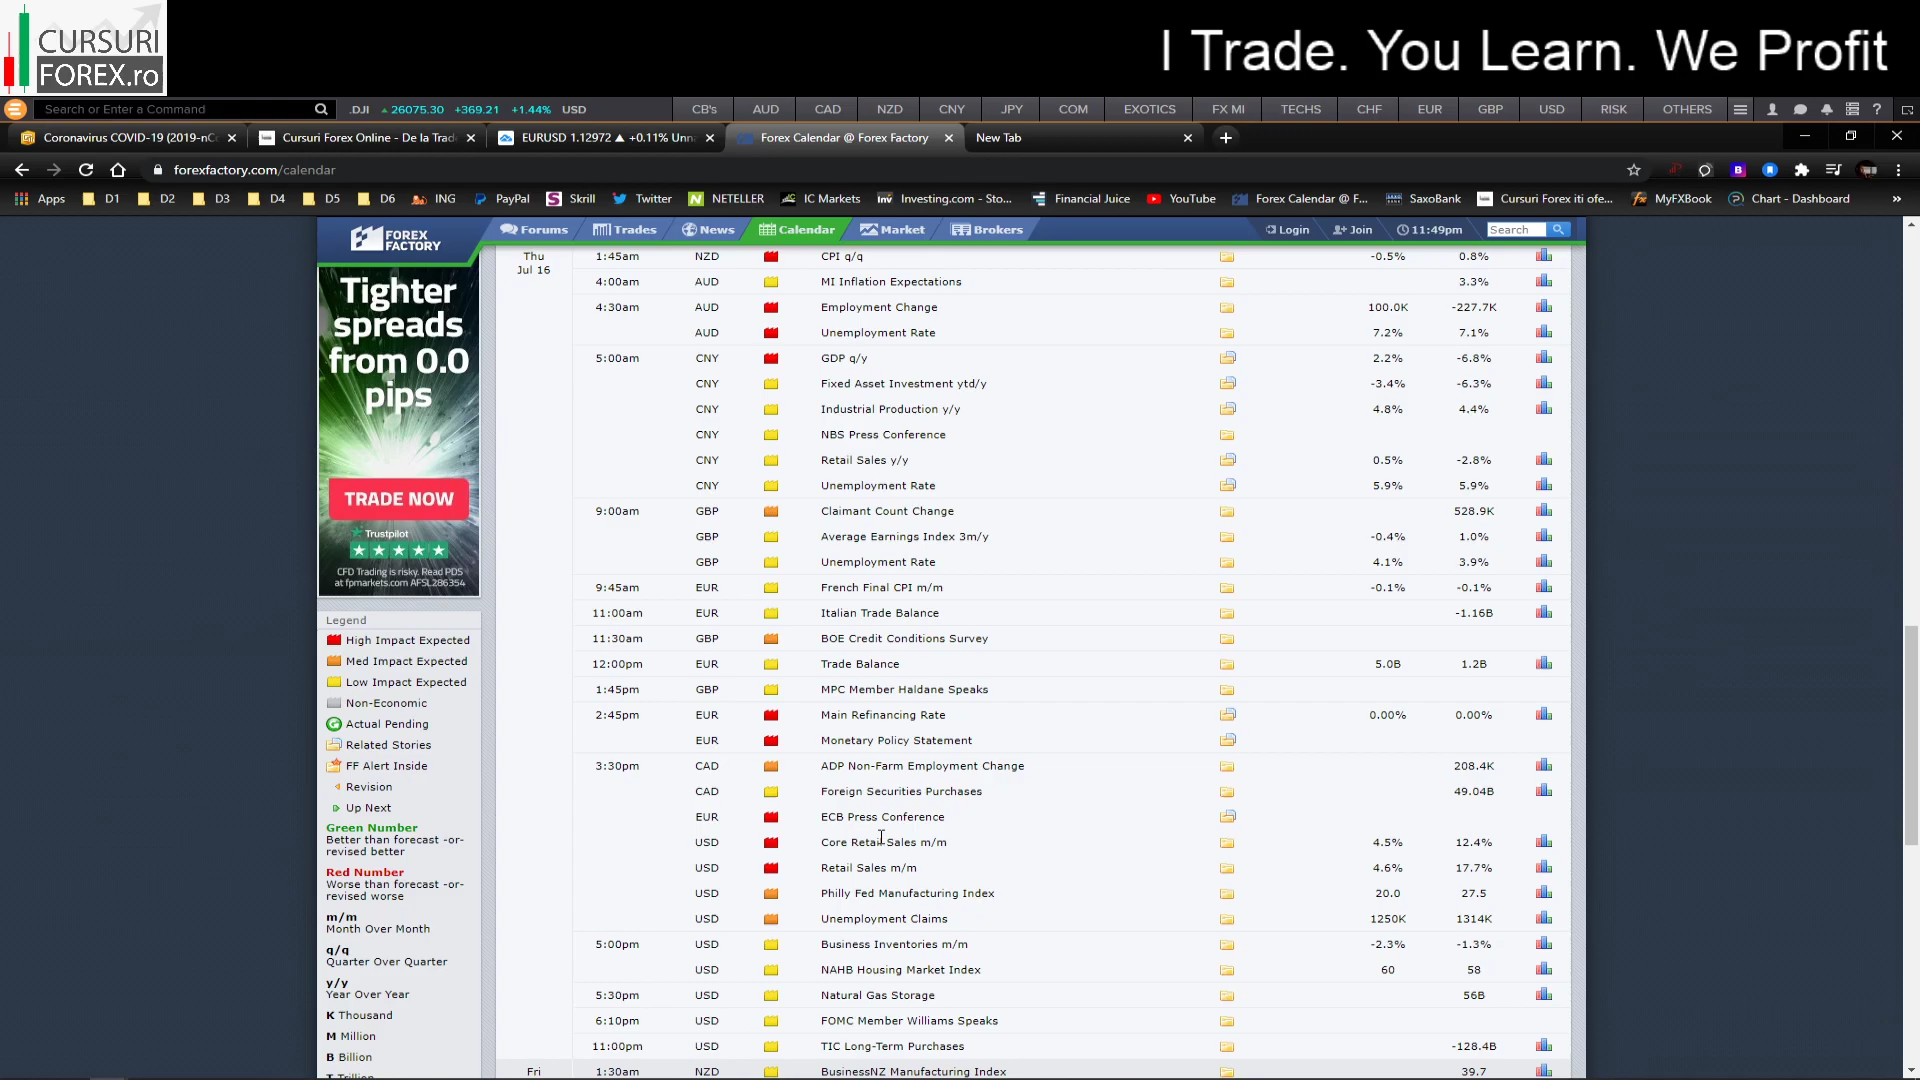 CURSURI
FOREX.ro
I Trade. You Learn. We Profit
Search or Enter a Command .DJI 26075.30 +369.21 +1.44% USD CB's AUD CAD NZD CNY JPY COM EXOTICS FX MI TECHS CHF EUR GBP USD RISK OTHERS ?
Coronavirus COVID-19 (2019-nC Cursuri Forex Online - De la Trade EURUSD 1.12972 ▲ +0.11% Unna Forex Calendar @ Forex Factory New Tab
forexfactory.com/calendar
Apps D1 D2 D3 D4 D5 D6 ING PayPal Skrill Twitter NETELLER IC Markets Investing.com - Sto... Financial Juice YouTube Forex Calendar @ F... SaxoBank Cursuri Forex iti ofe... MyFXBook Chart - Dashboard »
FOREX FACTORY Forums Trades News Calendar Market Brokers Login Join 11:49pm Search
Tighter
spreads
from 0.0
pips
TRADE NOW
Trustpilot
CFD Trading is risky. Read PDS
at fpmarkets.com AFSL286354
Legend
High Impact Expected
Med Impact Expected
Low Impact Expected
Non-Economic
Actual Pending
Related Stories
FF Alert Inside
Revision
Up Next
Green Number
Better than forecast -or-
revised better
Red Number
Worse than forecast -or-
revised worse
m/m
Month Over Month
q/q
Quarter Over Quarter
y/y
Year Over Year
K Thousand
M Million
B Billion
T Trillion
Thu
Jul 16
1:45am NZD CPI q/q -0.5% 0.8%
4:00am AUD MI Inflation Expectations 3.3%
4:30am AUD Employment Change 100.0K -227.7K
AUD Unemployment Rate 7.2% 7.1%
5:00am CNY GDP q/y 2.2% -6.8%
CNY Fixed Asset Investment ytd/y -3.4% -6.3%
CNY Industrial Production y/y 4.8% 4.4%
CNY NBS Press Conference
CNY Retail Sales y/y 0.5% -2.8%
CNY Unemployment Rate 5.9% 5.9%
9:00am GBP Claimant Count Change 528.9K
GBP Average Earnings Index 3m/y -0.4% 1.0%
GBP Unemployment Rate 4.1% 3.9%
9:45am EUR French Final CPI m/m -0.1% -0.1%
11:00am EUR Italian Trade Balance -1.16B
11:30am GBP BOE Credit Conditions Survey
12:00pm EUR Trade Balance 5.0B 1.2B
1:45pm GBP MPC Member Haldane Speaks
2:45pm EUR Main Refinancing Rate 0.00% 0.00%
EUR Monetary Policy Statement
3:30pm CAD ADP Non-Farm Employment Change 208.4K
CAD Foreign Securities Purchases 49.04B
EUR ECB Press Conference
USD Core Retail Sales m/m 4.5% 12.4%
USD Retail Sales m/m 4.6% 17.7%
USD Philly Fed Manufacturing Index 20.0 27.5
USD Unemployment Claims 1250K 1314K
5:00pm USD Business Inventories m/m -2.3% -1.3%
USD NAHB Housing Market Index 60 58
5:30pm USD Natural Gas Storage 56B
6:10pm USD FOMC Member Williams Speaks
11:00pm USD TIC Long-Term Purchases -128.4B
Fri 1:30am NZD BusinessNZ Manufacturing Index 39.7